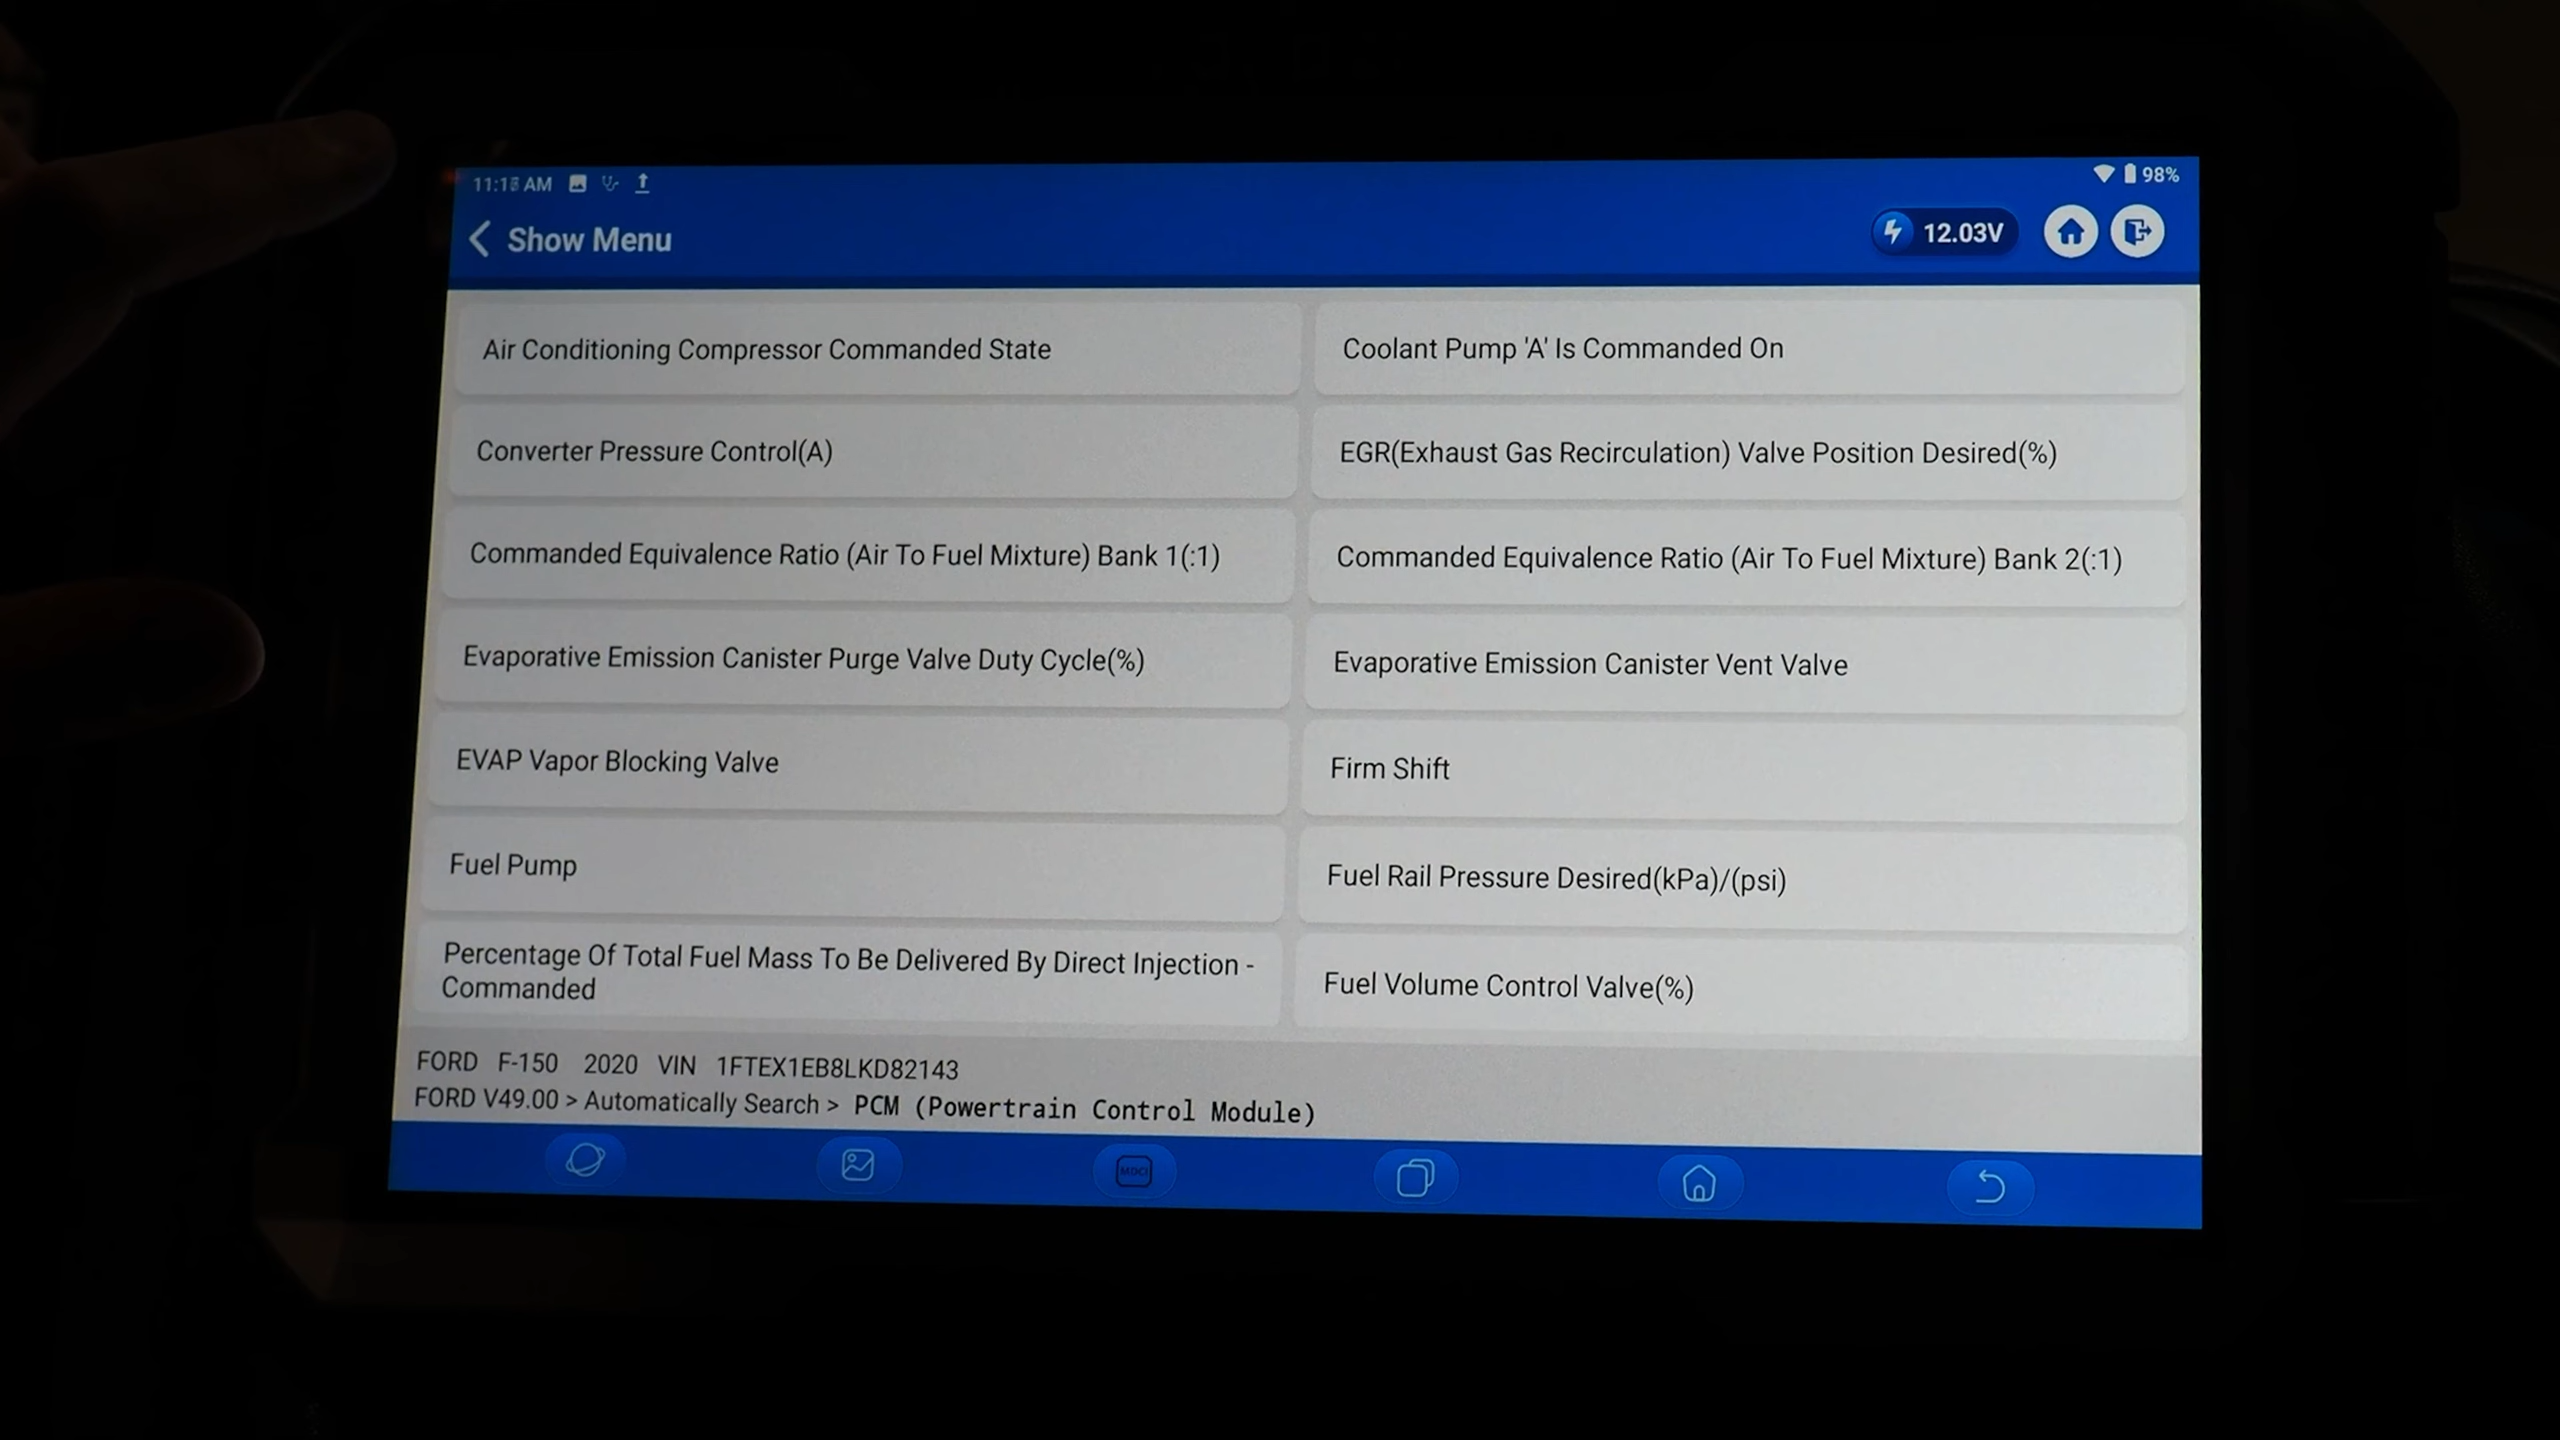 98%
Show Menu
12.03V
Air Conditioning Compressor Commanded State
Coolant Pump 'A' Is Commanded On
Converter Pressure Control(A)
EGR(Exhaust Gas Recirculation) Valve Position Desired(%)
Commanded Equivalence Ratio (Air To Fuel Mixture) Bank 1(:1)
Commanded Equivalence Ratio (Air To Fuel Mixture) Bank 2(:1)
Evaporative Emission Canister Purge Valve Duty Cycle(%)
Evaporative Emission Canister Vent Valve
EVAP Vapor Blocking Valve
Firm Shift
Fuel Pump
Fuel Rail Pressure Desired(kPa)/(psi)
Percentage Of Total Fuel Mass To Be Delivered By Direct Injection -
Commanded
Fuel Volume Control Valve(%)
FORD F-150 2020 VIN 1FTEX1EB8LKD82143
FORD V49.00 > Automatically Search > PCM (Powertrain Control Module)